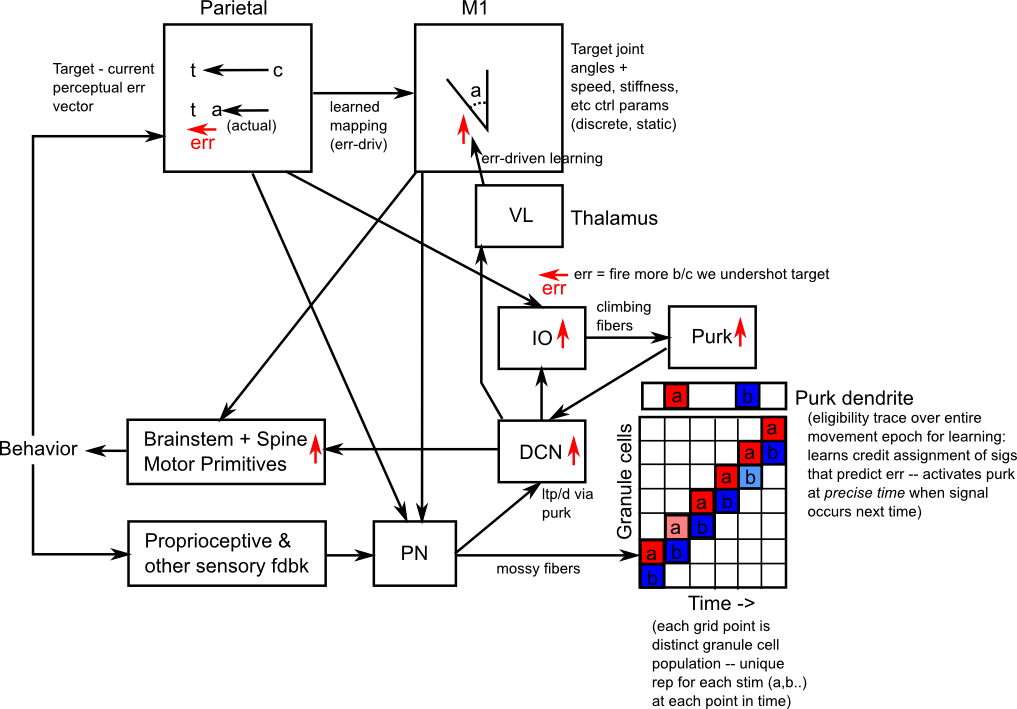 Parietal
M1
Target - current
perceptual err
vector
t
c
t
a
(actual)
err
learned
mapping
(err-driv)
a
Target joint
angles +
speed, stiffness,
etc ctrl params
(discrete, static)
err-driven learning
VL
Thalamus
err
err = fire more b/c we undershot target
IO
climbing
fibers
Purk
a
b
Purk dendrite
(eligibility trace over entire
movement epoch for learning:
learns credit assignment of sigs
that predict err -- activates purk
at precise time when signal
occurs next time)
Behavior
Brainstem + Spine
Motor Primitives
DCN
ltp/d via
purk
Proprioceptive &
other sensory fdbk
PN
mossy fibers
Granule cells
a
a b
a b
a b
a b
a b
b
Time ->
(each grid point is
distinct granule cell
population -- unique
rep for each stim (a,b..)
at each point in time)